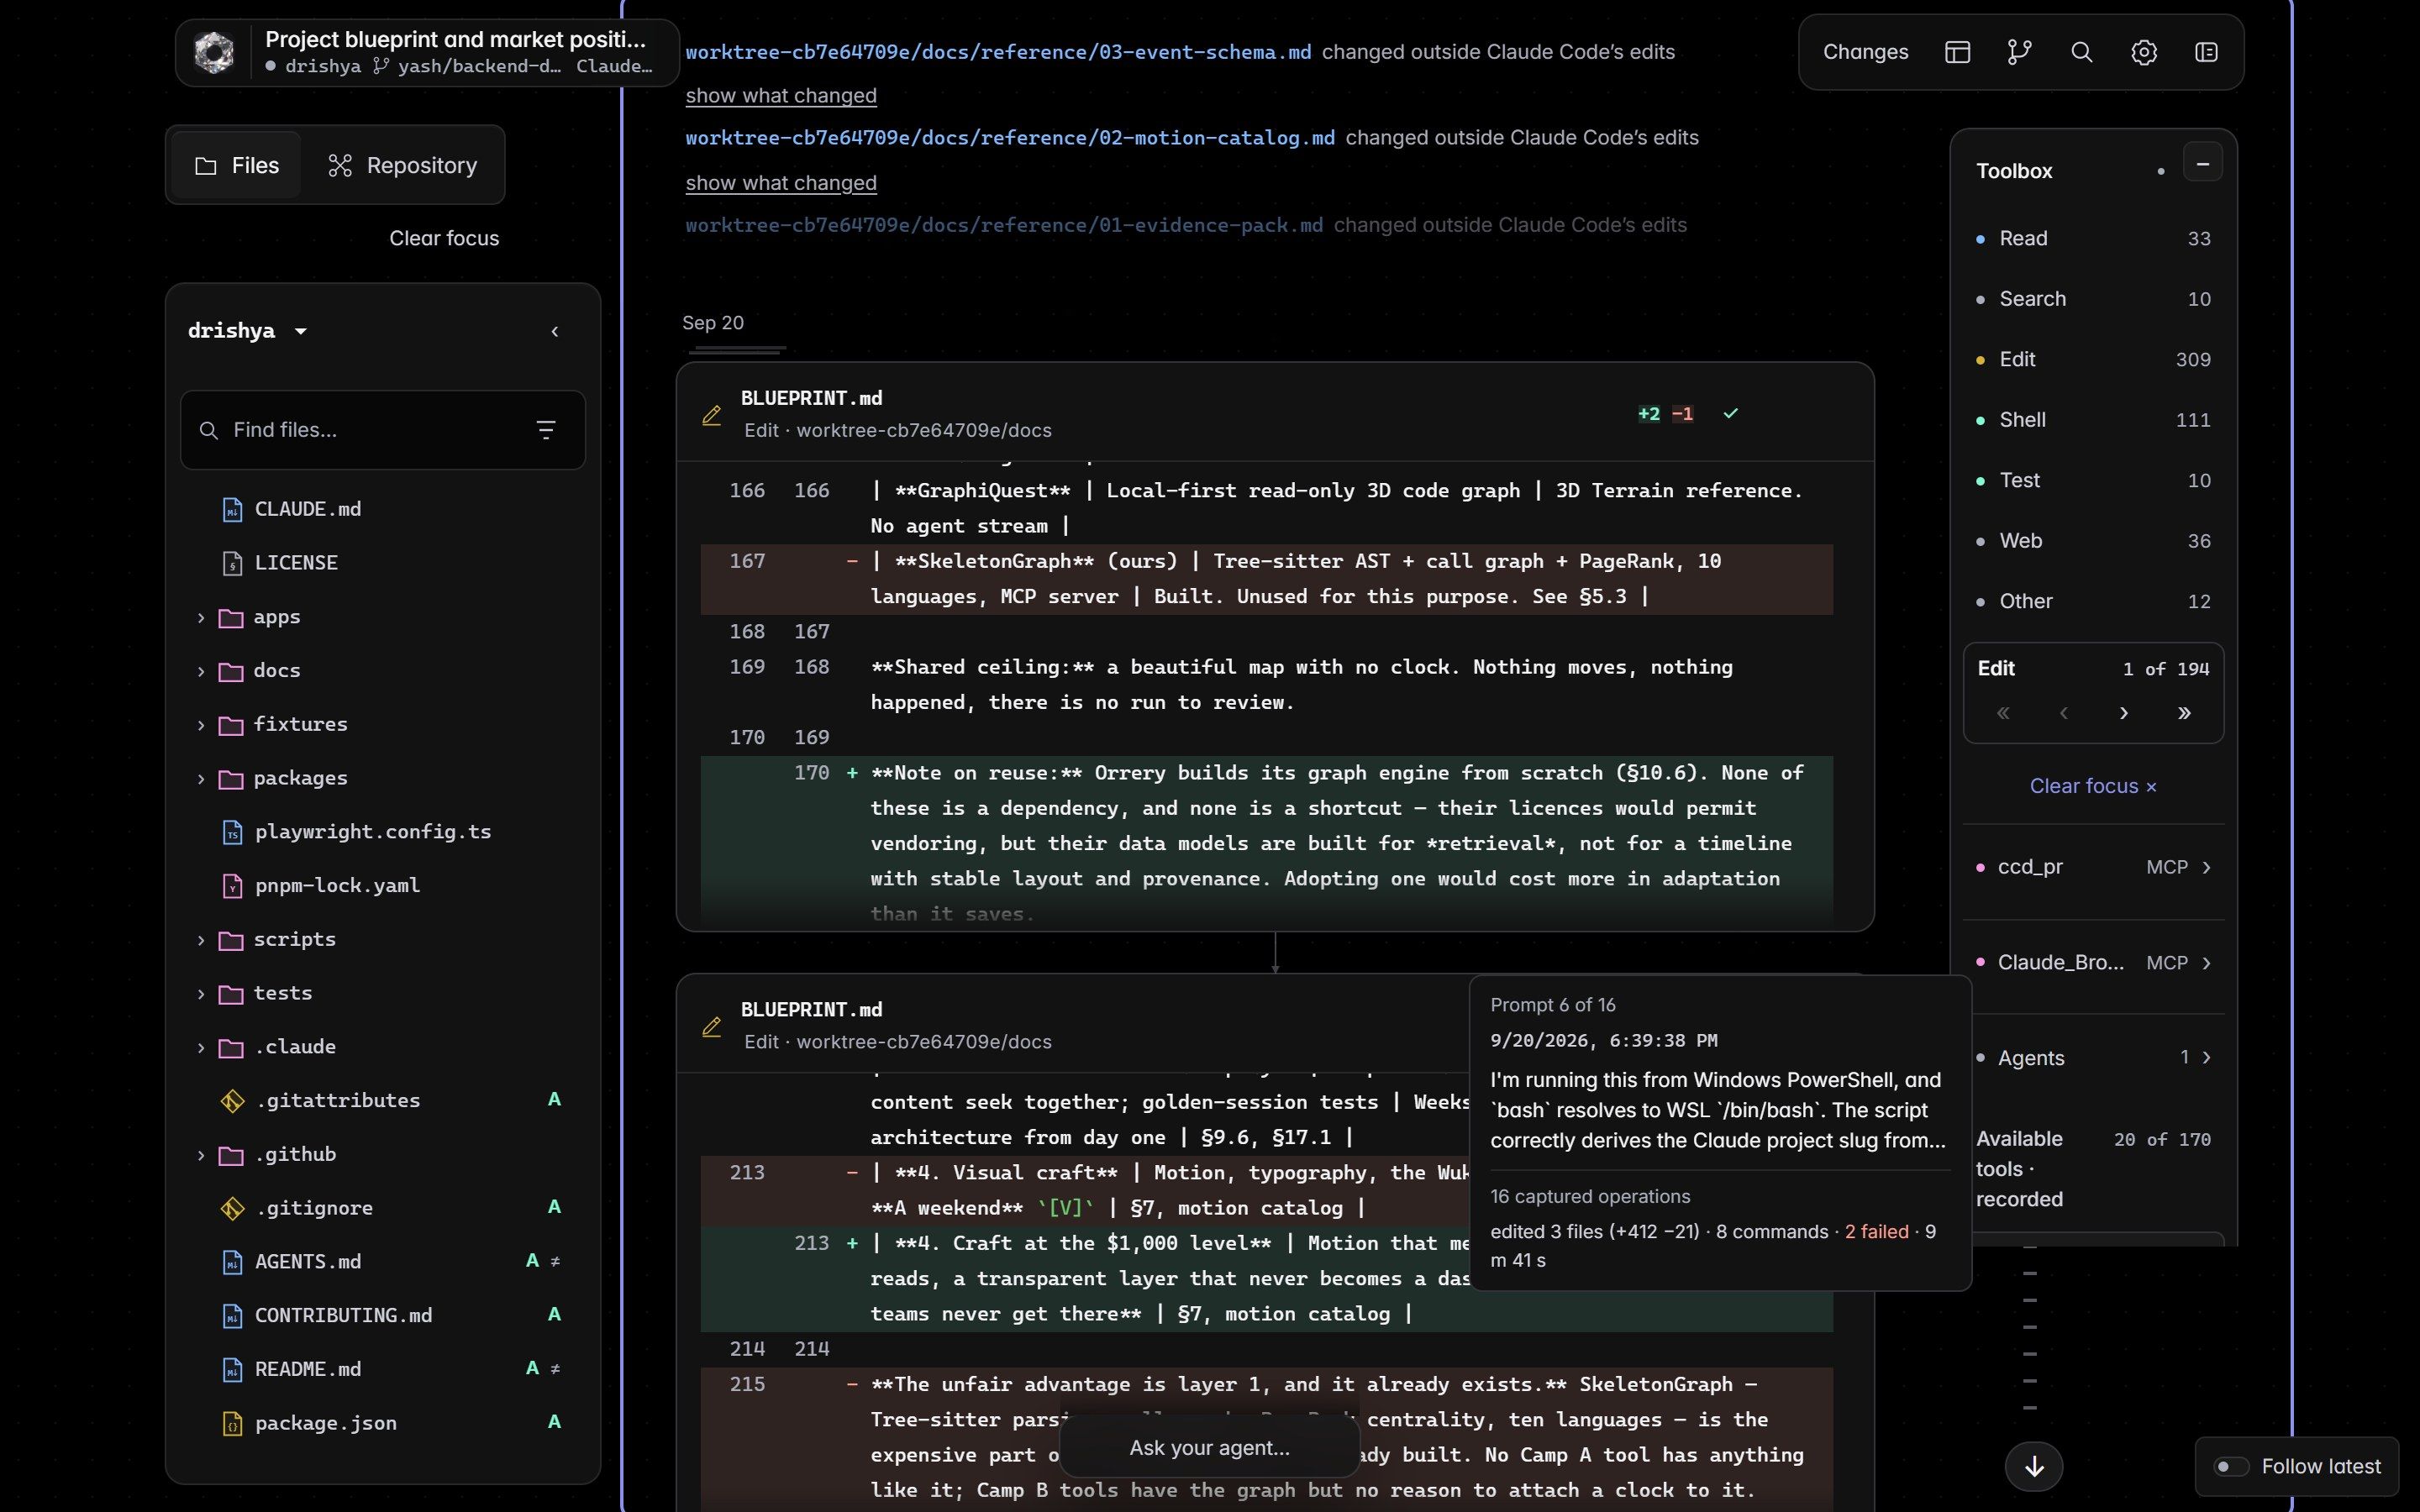 Project blueprint and market positi...
drishya yash/backend-d… Claude…
Files
Repository
Clear focus
drishya
Find files...
CLAUDE.md
LICENSE
apps
docs
fixtures
packages
playwright.config.ts
pnpm-lock.yaml
scripts
tests
.claude
.gitattributes A
.github
.gitignore A
AGENTS.md A ≠
CONTRIBUTING.md A
README.md A ≠
package.json A
worktree-cb7e64709e/docs/reference/03-event-schema.md changed outside Claude Code’s edits
show what changed
worktree-cb7e64709e/docs/reference/02-motion-catalog.md changed outside Claude Code’s edits
show what changed
worktree-cb7e64709e/docs/reference/01-evidence-pack.md changed outside Claude Code’s edits
Sep 20
BLUEPRINT.md
Edit · worktree-cb7e64709e/docs
+2 −1
166 166 | **GraphiQuest** | Local-first read-only 3D code graph | 3D Terrain reference.
No agent stream |
167 − | **SkeletonGraph** (ours) | Tree-sitter AST + call graph + PageRank, 10
languages, MCP server | Built. Unused for this purpose. See §5.3 |
168 167
169 168 **Shared ceiling:** a beautiful map with no clock. Nothing moves, nothing
happened, there is no run to review.
170 169
170 + **Note on reuse:** Orrery builds its graph engine from scratch (§10.6). None of
these is a dependency, and none is a shortcut — their licences would permit
vendoring, but their data models are built for *retrieval*, not for a timeline
with stable layout and provenance. Adopting one would cost more in adaptation
than it saves.
BLUEPRINT.md
Edit · worktree-cb7e64709e/docs
content seek together; golden-session tests | Weeks
architecture from day one | §9.6, §17.1 |
213 − | **4. Visual craft** | Motion, typography, the Wuk
**A weekend** `[V]` | §7, motion catalog |
213 + | **4. Craft at the $1,000 level** | Motion that me
reads, a transparent layer that never becomes a das
teams never get there** | §7, motion catalog |
214 214
215 − **The unfair advantage is layer 1, and it already exists.** SkeletonGraph —
Tree-sitter parsi centrality, ten languages — is the
expensive part o ady built. No Camp A tool has anything
like it; Camp B tools have the graph but no reason to attach a clock to it.
Ask your agent...
Prompt 6 of 16
9/20/2026, 6:39:38 PM
I'm running this from Windows PowerShell, and
`bash` resolves to WSL `/bin/bash`. The script
correctly derives the Claude project slug from...
16 captured operations
edited 3 files (+412 −21) · 8 commands · 2 failed · 9
m 41 s
Changes
Toolbox
Read 33
Search 10
Edit 309
Shell 111
Test 10
Web 36
Other 12
Edit 1 of 194
« ‹ › »
Clear focus ×
ccd_pr MCP ›
Claude_Bro... MCP ›
Agents 1 ›
Available 20 of 170
tools ·
recorded
Follow latest